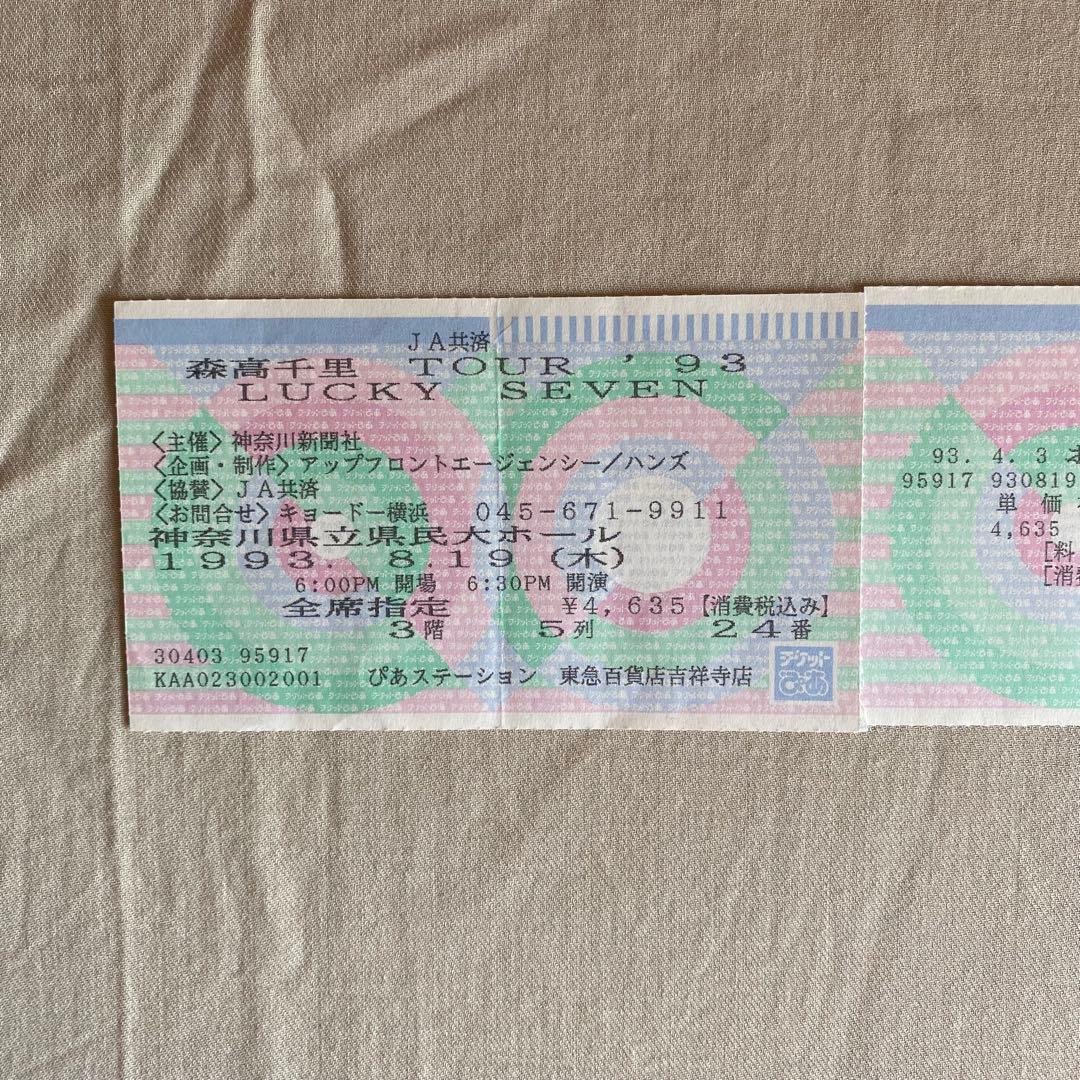 JA共済
森高千里 TOUR '93
LUCKY SEVEN
〈主催〉神奈川新聞社
〈企画・制作〉アップフロントエージェンシー/ハンズ
〈協賛〉JA共済
〈お問合せ〉キョードー横浜 045-671-9911
神奈川県立県民大ホール
1993. 8 19 (木)
6:00PM 開場 6:30PM 開演
全席指定 ¥4,635【消費税込み】
3階 5列 24番
30403 95917
KAA023002001 ぴあステーション 東急百貨店吉祥寺店
チケットぴあ
93. 4. 3
95917 930819
単 価
4,635
[料
[消